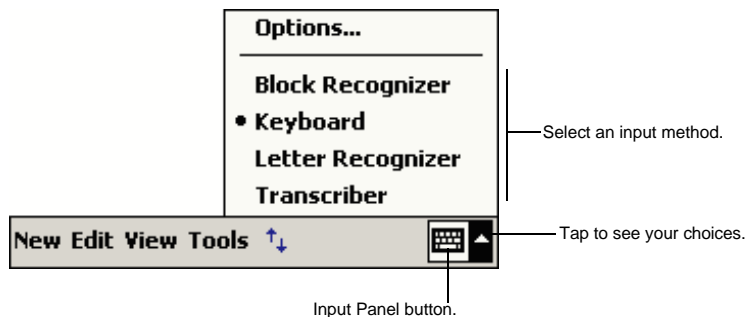 Options...
Block Recognizer
Keyboard
Letter Recognizer
Transcriber
Select an input method.
New Edit View Tools
Tap to see your choices.
Input Panel button.